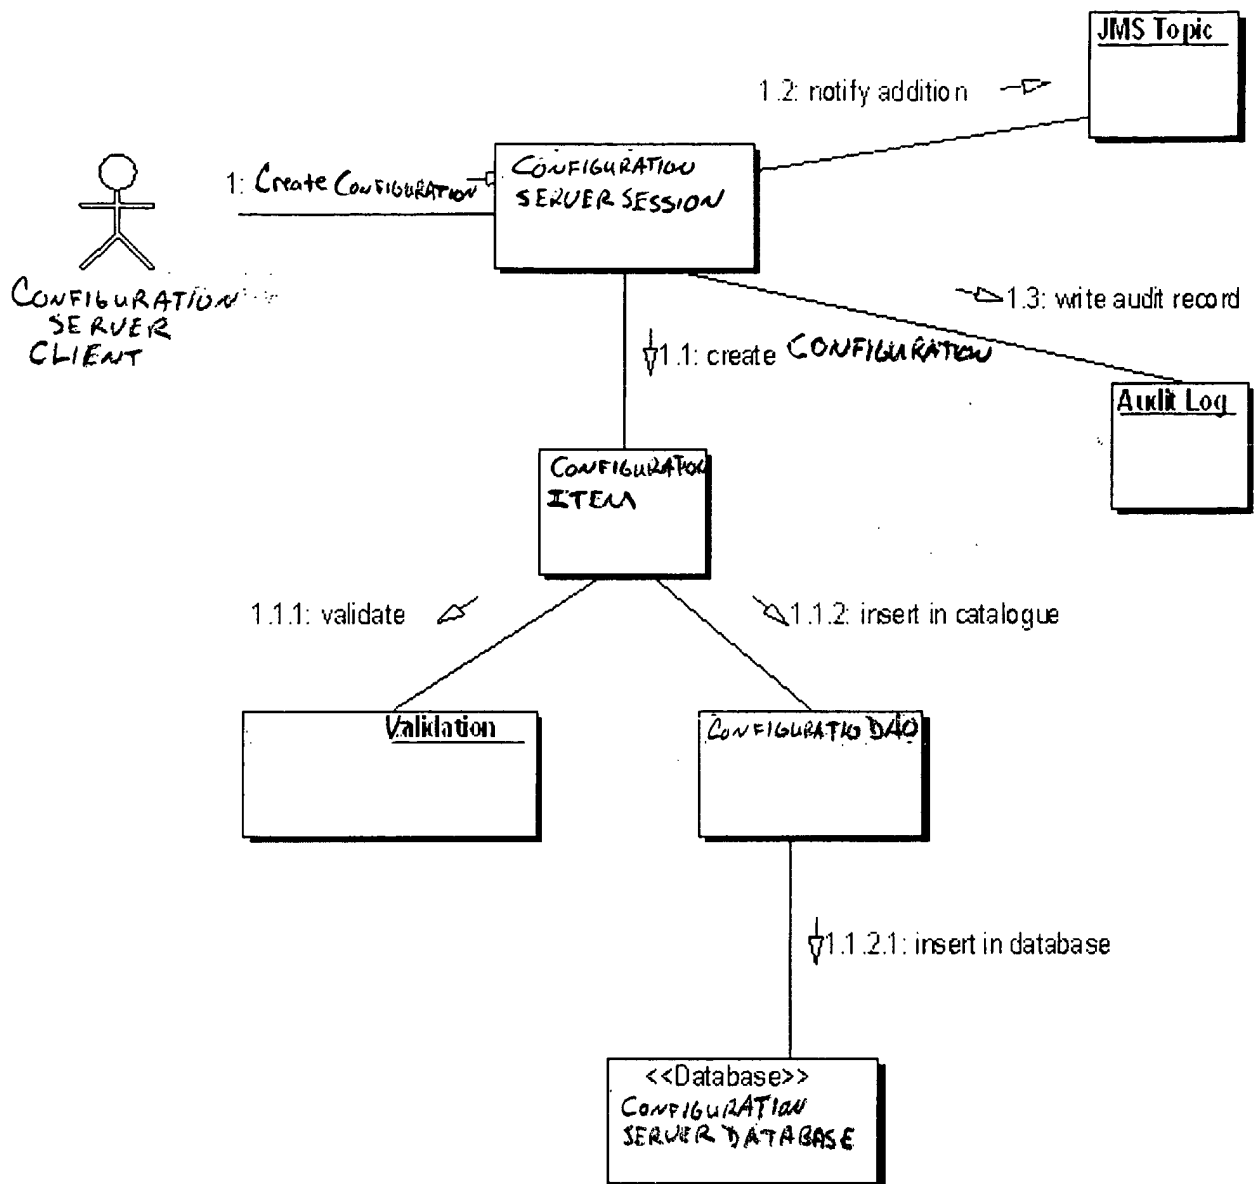 JMS Topic
1.2: notify addition
1: Create CONFIGURATION
CONFIGURATION
SERVER SESSION
CONFIGURATION
SERVER
CLIENT
1.3: write audit record
1.1: create CONFIGURATION
Audit Log
CONFIGURATION
ITEM
1.1.1: validate
1.1.2: insert in catalogue
Validation
CONFIGURATIO DAO
1.1.2.1: insert in database
<<Database>>
CONFIGURATION
SERVER DATABASE